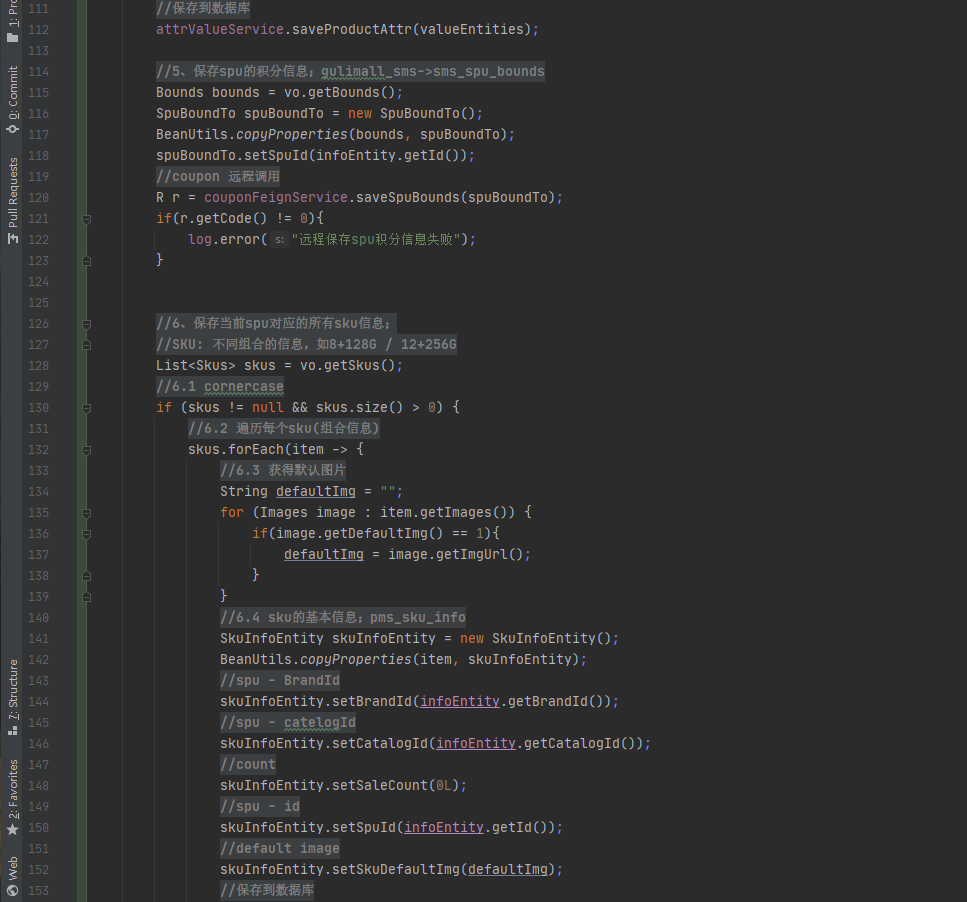 1: Pro
0: Commit
Pull Requests
7: Structure
2: Favorites
Web
111 //保存到数据库
112 attrValueService.saveProductAttr(valueEntities);
113
114 //5、保存spu的积分信息；gulimall_sms->sms_spu_bounds
115 Bounds bounds = vo.getBounds();
116 SpuBoundTo spuBoundTo = new SpuBoundTo();
117 BeanUtils.copyProperties(bounds, spuBoundTo);
118 spuBoundTo.setSpuId(infoEntity.getId());
119 //coupon 远程调用
120 R r = couponFeignService.saveSpuBounds(spuBoundTo);
121 if(r.getCode() != 0){
122 log.error( s: "远程保存spu积分信息失败");
123 }
124
125
126 //6、保存当前spu对应的所有sku信息；
127 //SKU: 不同组合的信息，如8+128G / 12+256G
128 List<Skus> skus = vo.getSkus();
129 //6.1 cornercase
130 if (skus != null && skus.size() > 0) {
131 //6.2 遍历每个sku(组合信息)
132 skus.forEach(item -> {
133 //6.3 获得默认图片
134 String defaultImg = "";
135 for (Images image : item.getImages()) {
136 if(image.getDefaultImg() == 1){
137 defaultImg = image.getImgUrl();
138 }
139 }
140 //6.4 sku的基本信息；pms_sku_info
141 SkuInfoEntity skuInfoEntity = new SkuInfoEntity();
142 BeanUtils.copyProperties(item, skuInfoEntity);
143 //spu - BrandId
144 skuInfoEntity.setBrandId(infoEntity.getBrandId());
145 //spu - catelogId
146 skuInfoEntity.setCatalogId(infoEntity.getCatalogId());
147 //count
148 skuInfoEntity.setSaleCount(0L);
149 //spu - id
150 skuInfoEntity.setSpuId(infoEntity.getId());
151 //default image
152 skuInfoEntity.setSkuDefaultImg(defaultImg);
153 //保存到数据库